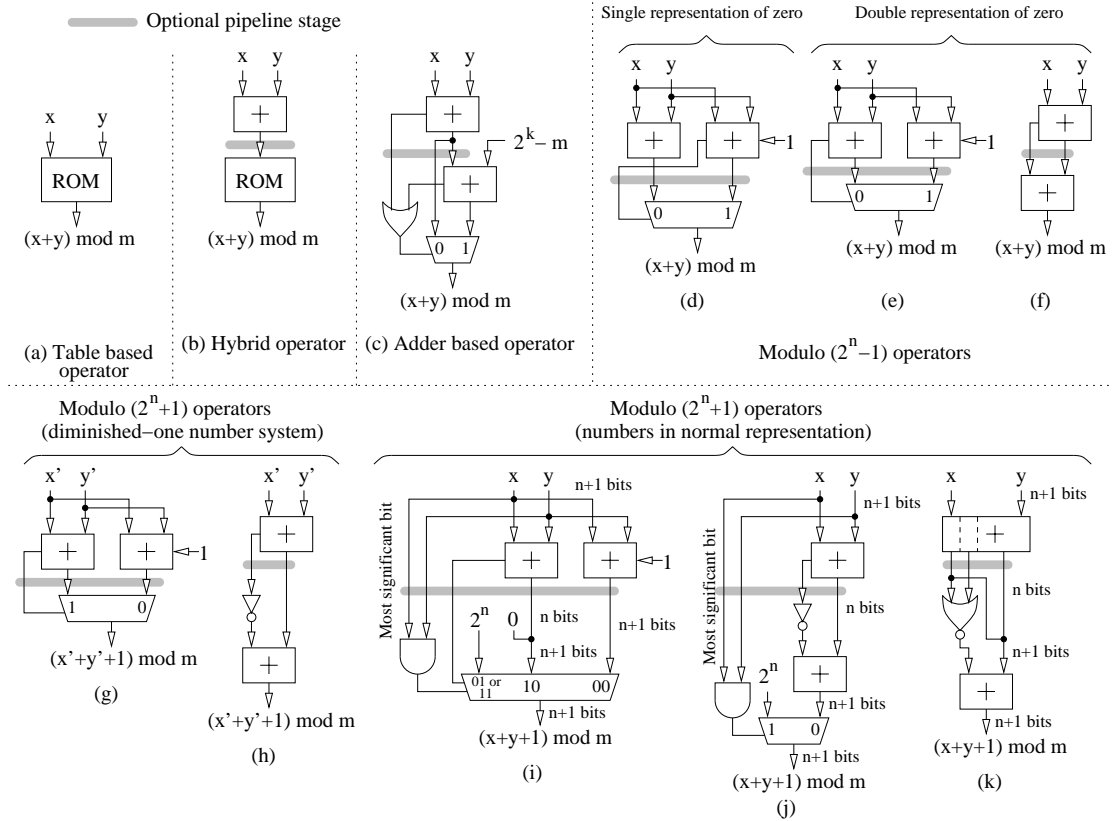 Optional pipeline stage
x y
ROM
(x+y) mod m
(a) Table based
operator
x y
+
ROM
(x+y) mod m
(b) Hybrid operator
x y
+
2^k − m
+
0 1
(x+y) mod m
(c) Adder based operator
Single representation of zero
x y
+ + 1
0 1
(x+y) mod m
(d)
Double representation of zero
x y
+ + 1
0 1
(x+y) mod m
(e)
x y
+
+
(x+y) mod m
(f)
Modulo (2^n−1) operators
Modulo (2^n+1) operators
(diminished−one number system)
x’ y’
+ + 1
1 0
(x’+y’+1) mod m
(g)
x’ y’
+
+
(x’+y’+1) mod m
(h)
Modulo (2^n+1) operators
(numbers in normal representation)
x y
n+1 bits
Most significant bit
+ + 1
2^n 0
n bits
n+1 bits
n+1 bits
01 or
11
10 00
n+1 bits
(x+y+1) mod m
(i)
x y
n+1 bits
Most significant bit
+
n bits
2^n
+
n+1 bits
1 0
n+1 bits
(x+y+1) mod m
(j)
x y
n+1 bits
+
n bits
n+1 bits
+
n+1 bits
(x+y+1) mod m
(k)